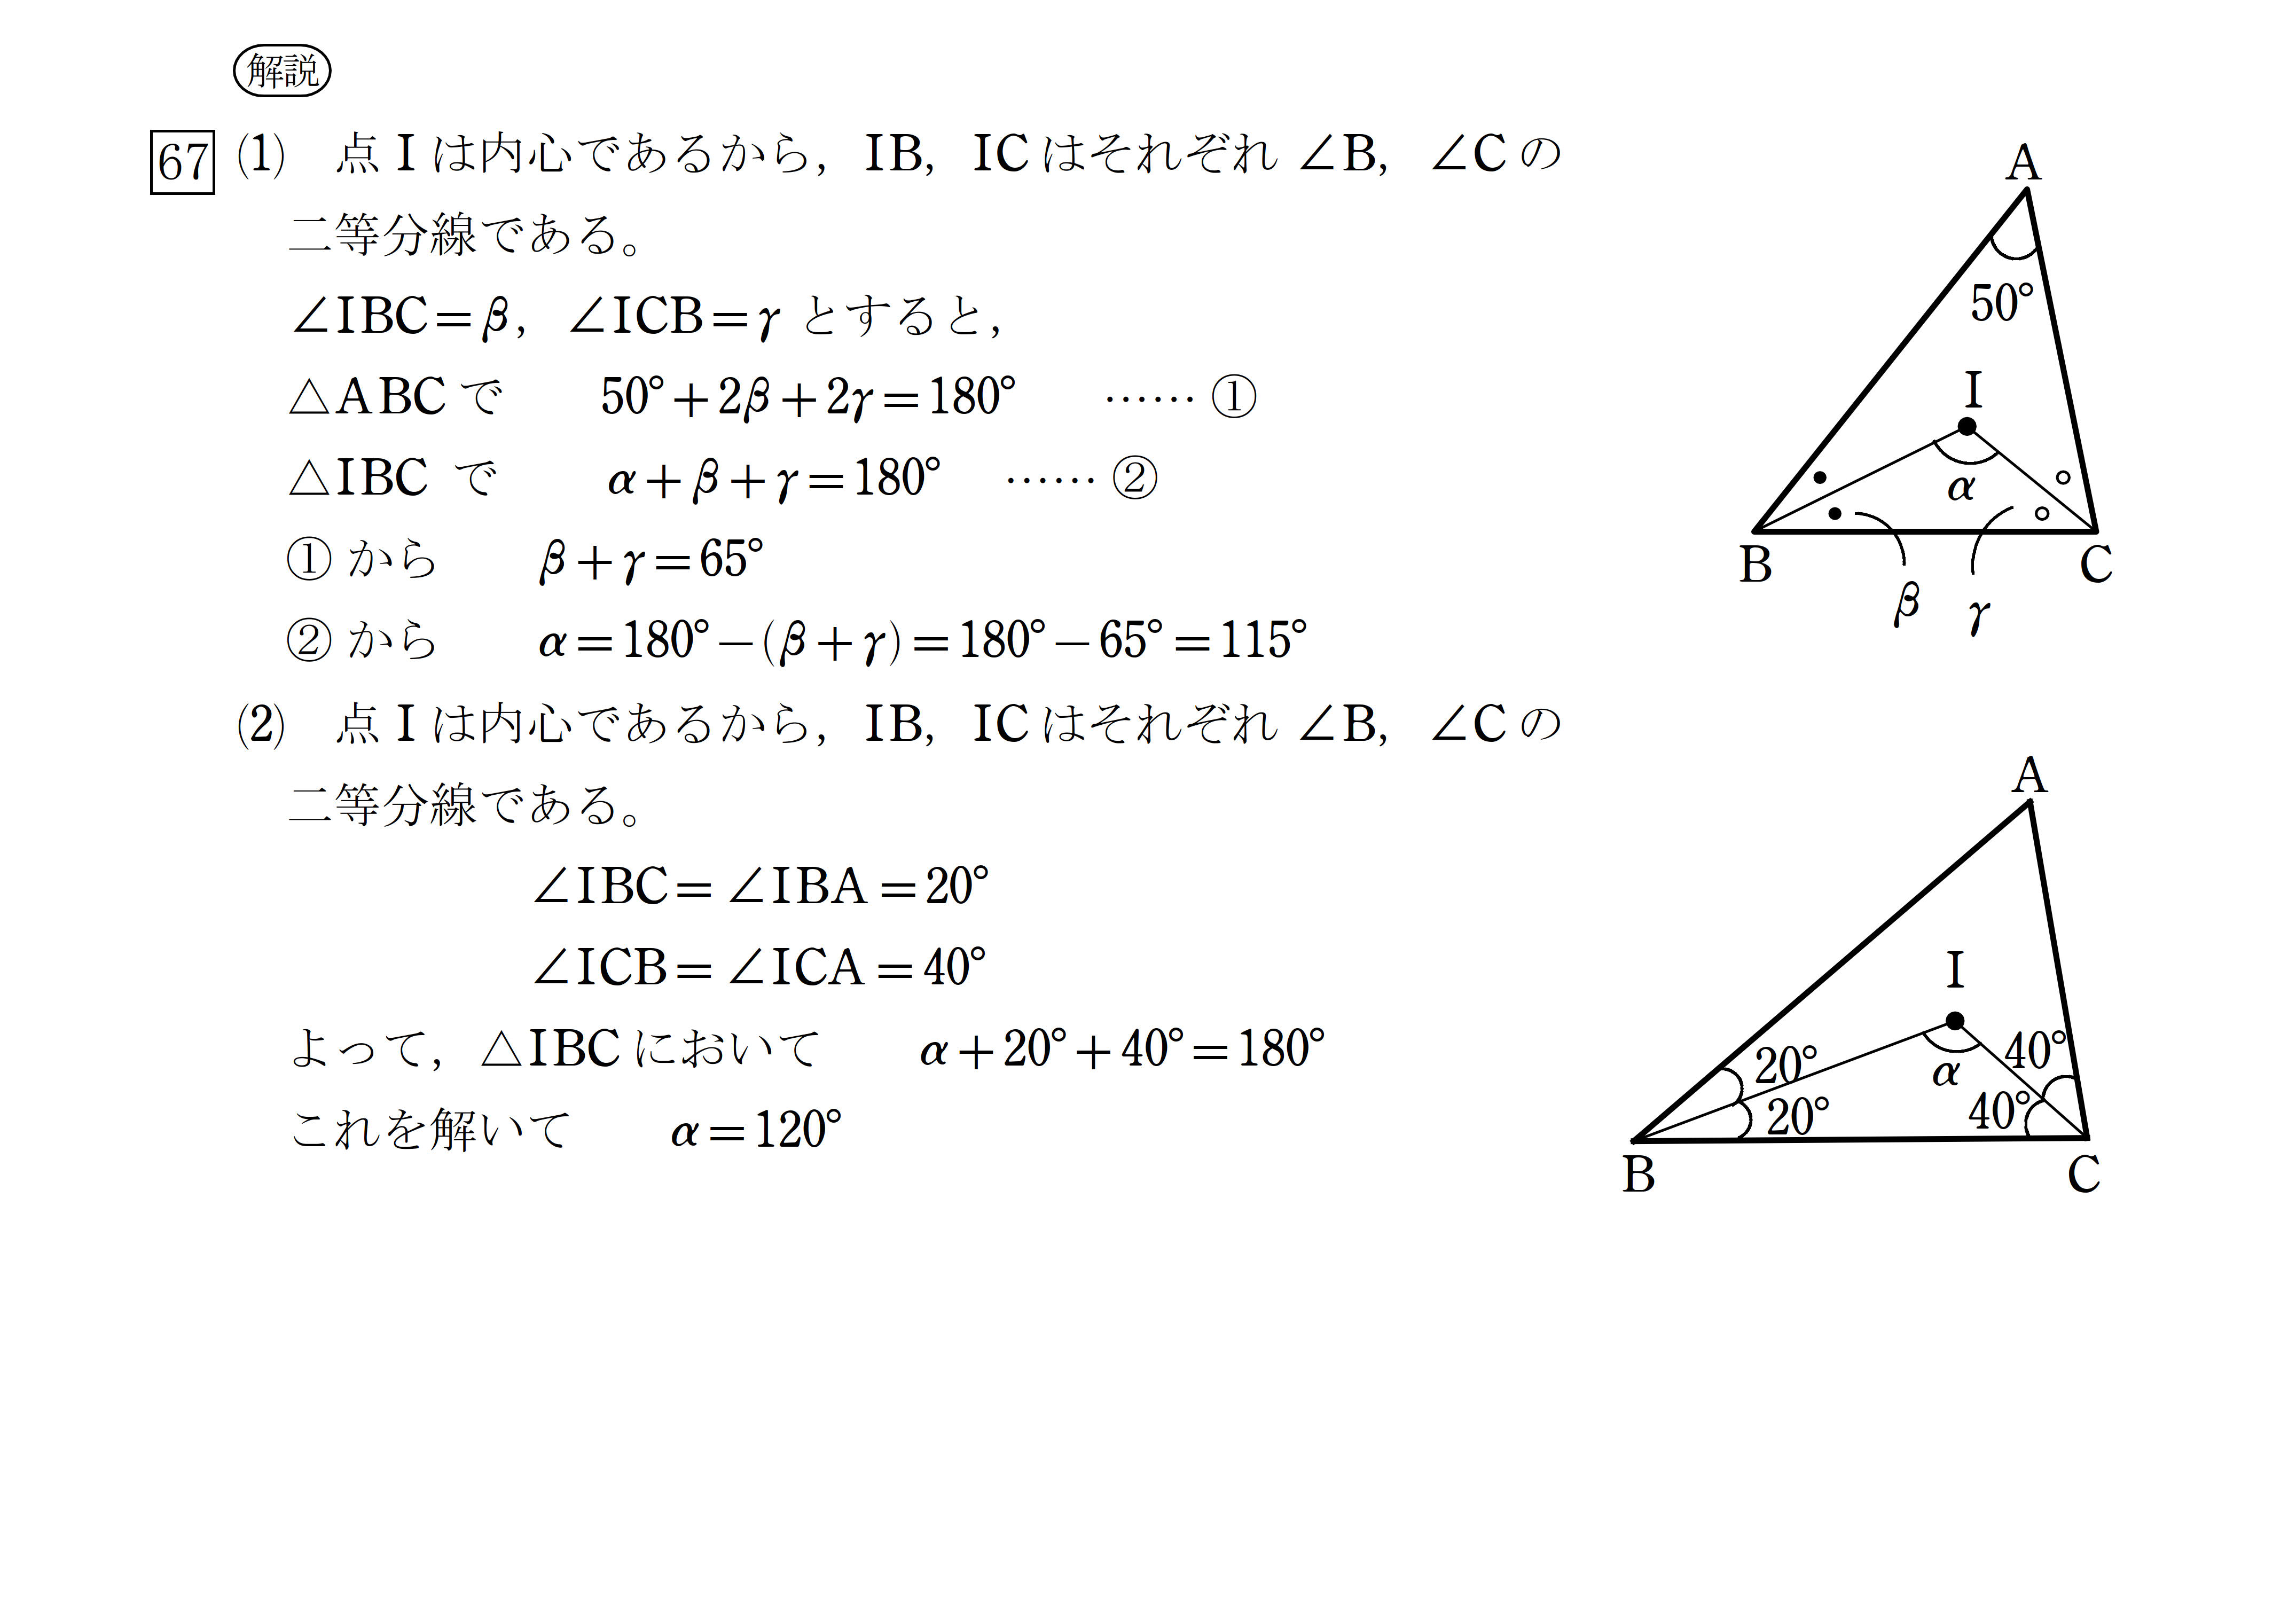 解説
67 (1) 点 I は内心であるから，IB，IC はそれぞれ ∠B，∠C の
二等分線である。
∠IBC＝β，∠ICB＝γ とすると，
△ABC で 50°＋2β＋2γ＝180° …… ①
△IBC で α＋β＋γ＝180° …… ②
① から β＋γ＝65°
② から α＝180°－(β＋γ)＝180°－65°＝115°
A
50°
I
α
B
C
β γ
(2) 点 I は内心であるから，IB，IC はそれぞれ ∠B，∠C の
二等分線である。
∠IBC＝∠IBA＝20°
∠ICB＝∠ICA＝40°
よって，△IBC において α＋20°＋40°＝180°
これを解いて α＝120°
A
I
20° α 40°
20° 40°
B C